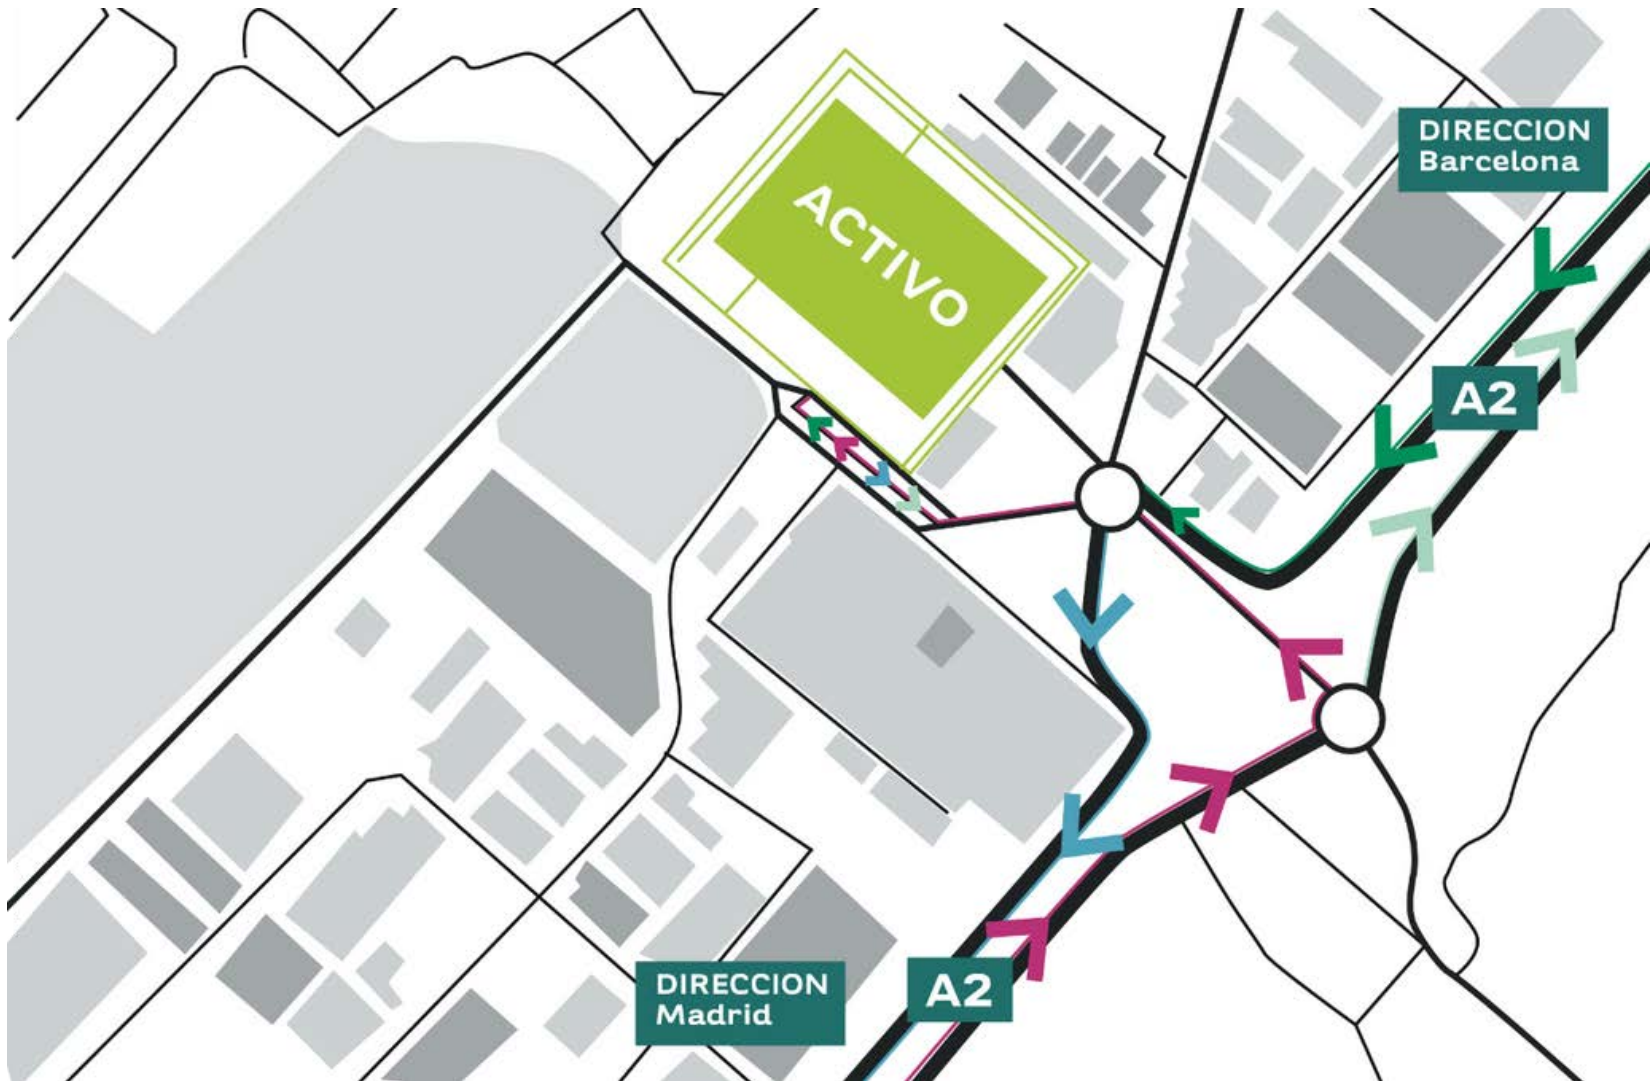 DIRECCION
Barcelona
ACTIVO
A2
DIRECCION
Madrid
A2